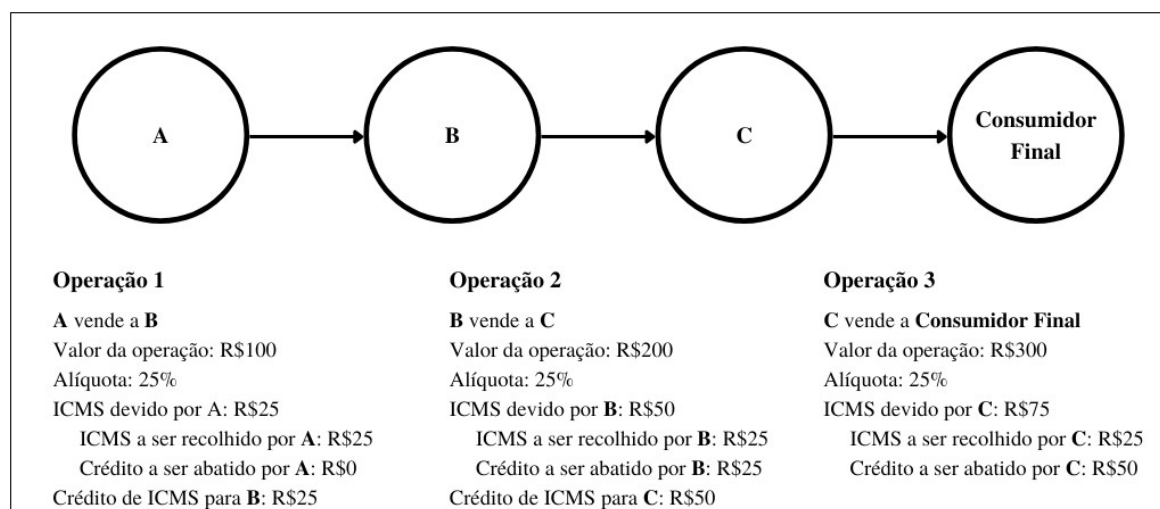 A
B
C
Consumidor
Final
Operação 1
A vende a B
Valor da operação: R$100
Alíquota: 25%
ICMS devido por A: R$25
ICMS a ser recolhido por A: R$25
Crédito a ser abatido por A: R$0
Crédito de ICMS para B: R$25
Operação 2
B vende a C
Valor da operação: R$200
Alíquota: 25%
ICMS devido por B: R$50
ICMS a ser recolhido por B: R$25
Crédito a ser abatido por B: R$25
Crédito de ICMS para C: R$50
Operação 3
C vende a Consumidor Final
Valor da operação: R$300
Alíquota: 25%
ICMS devido por C: R$75
ICMS a ser recolhido por C: R$25
Crédito a ser abatido por C: R$50